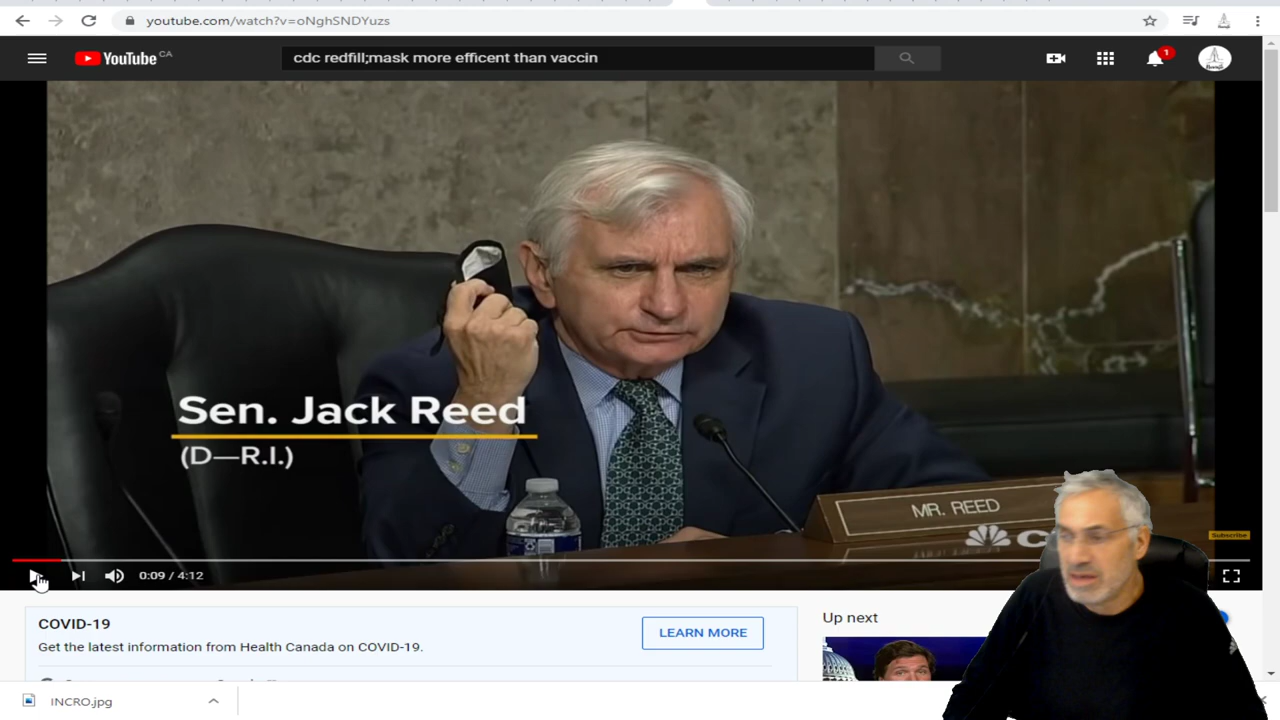 youtube.com/watch?v=oNghSNDYuzs
YouTube CA
cdc redfill;mask more efficent than vaccin
1
Sen. Jack Reed
(D—R.I.)
MR. REED
Subscribe
0:09 / 4:12
COVID-19
Get the latest information from Health Canada on COVID-19.
LEARN MORE
Up next
INCRO.jpg